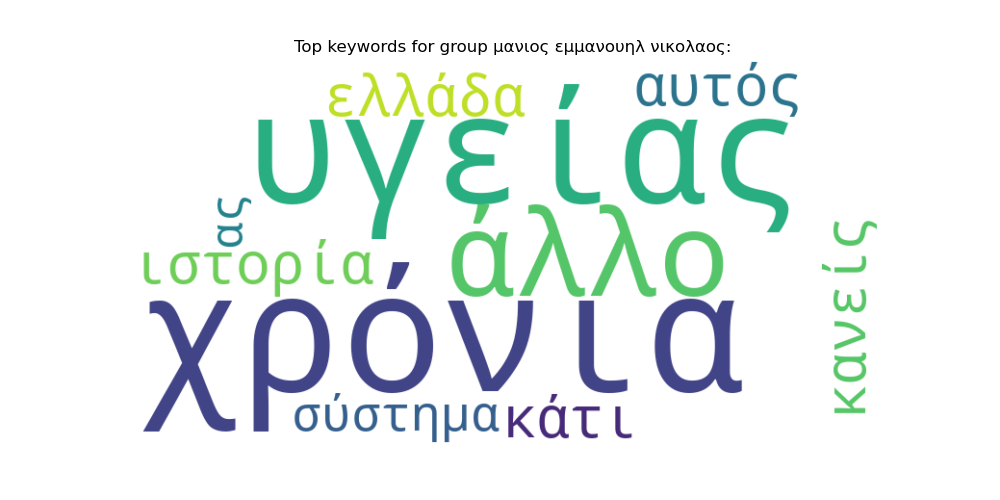 Top keywords for group μανιος εμμανουηλ νικολαος:
ελλάδα
αυτός
υγείας
ας
άλλο
ιστορία
κανείς
χρόνια
σύστημα
κάτι